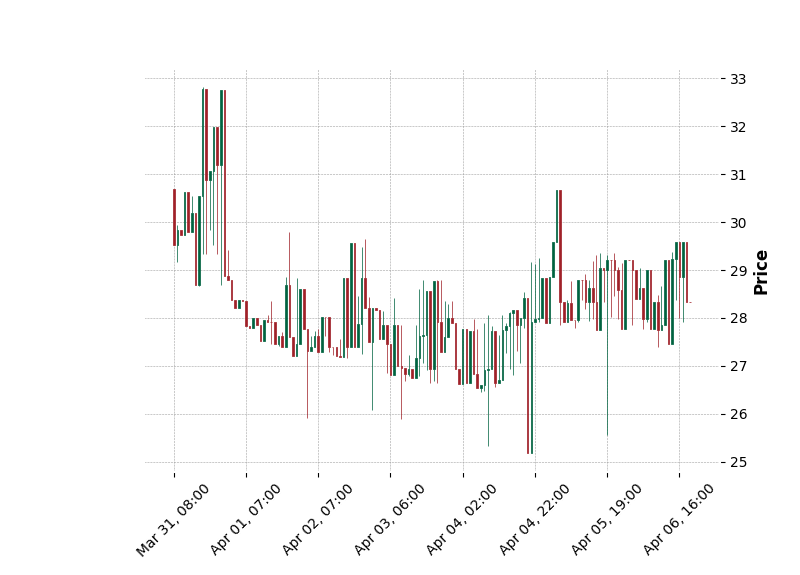 33
32
31
30
29
28
27
26
25
Price
Mar 31, 08:00
Apr 01, 07:00
Apr 02, 07:00
Apr 03, 06:00
Apr 04, 02:00
Apr 04, 22:00
Apr 05, 19:00
Apr 06, 16:00